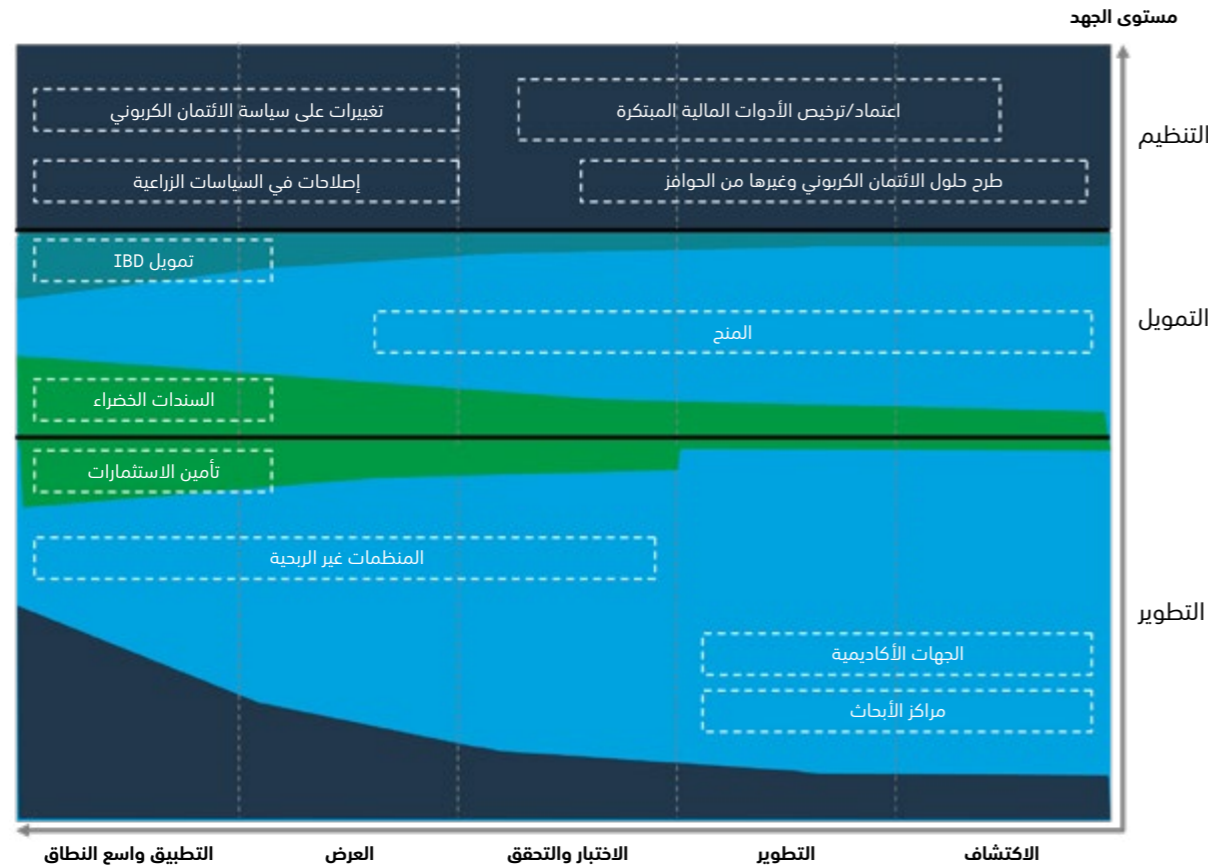 مستوى الجهد
التنظيم
اعتماد/ترخيص الأدوات المالية المبتكرة
تغييرات على سياسة الائتمان الكربوني
طرح حلول الائتمان الكربوني وغيرها من الحوافز
إصلاحات في السياسات الزراعية
التمويل
تمويل IBD
المنح
السندات الخضراء
التطوير
تأمين الاستثمارات
المنظمات غير الربحية
الجهات الأكاديمية
مراكز الأبحاث
الاكتشاف
التطوير
الاختبار والتحقق
العرض
التطبيق واسع النطاق